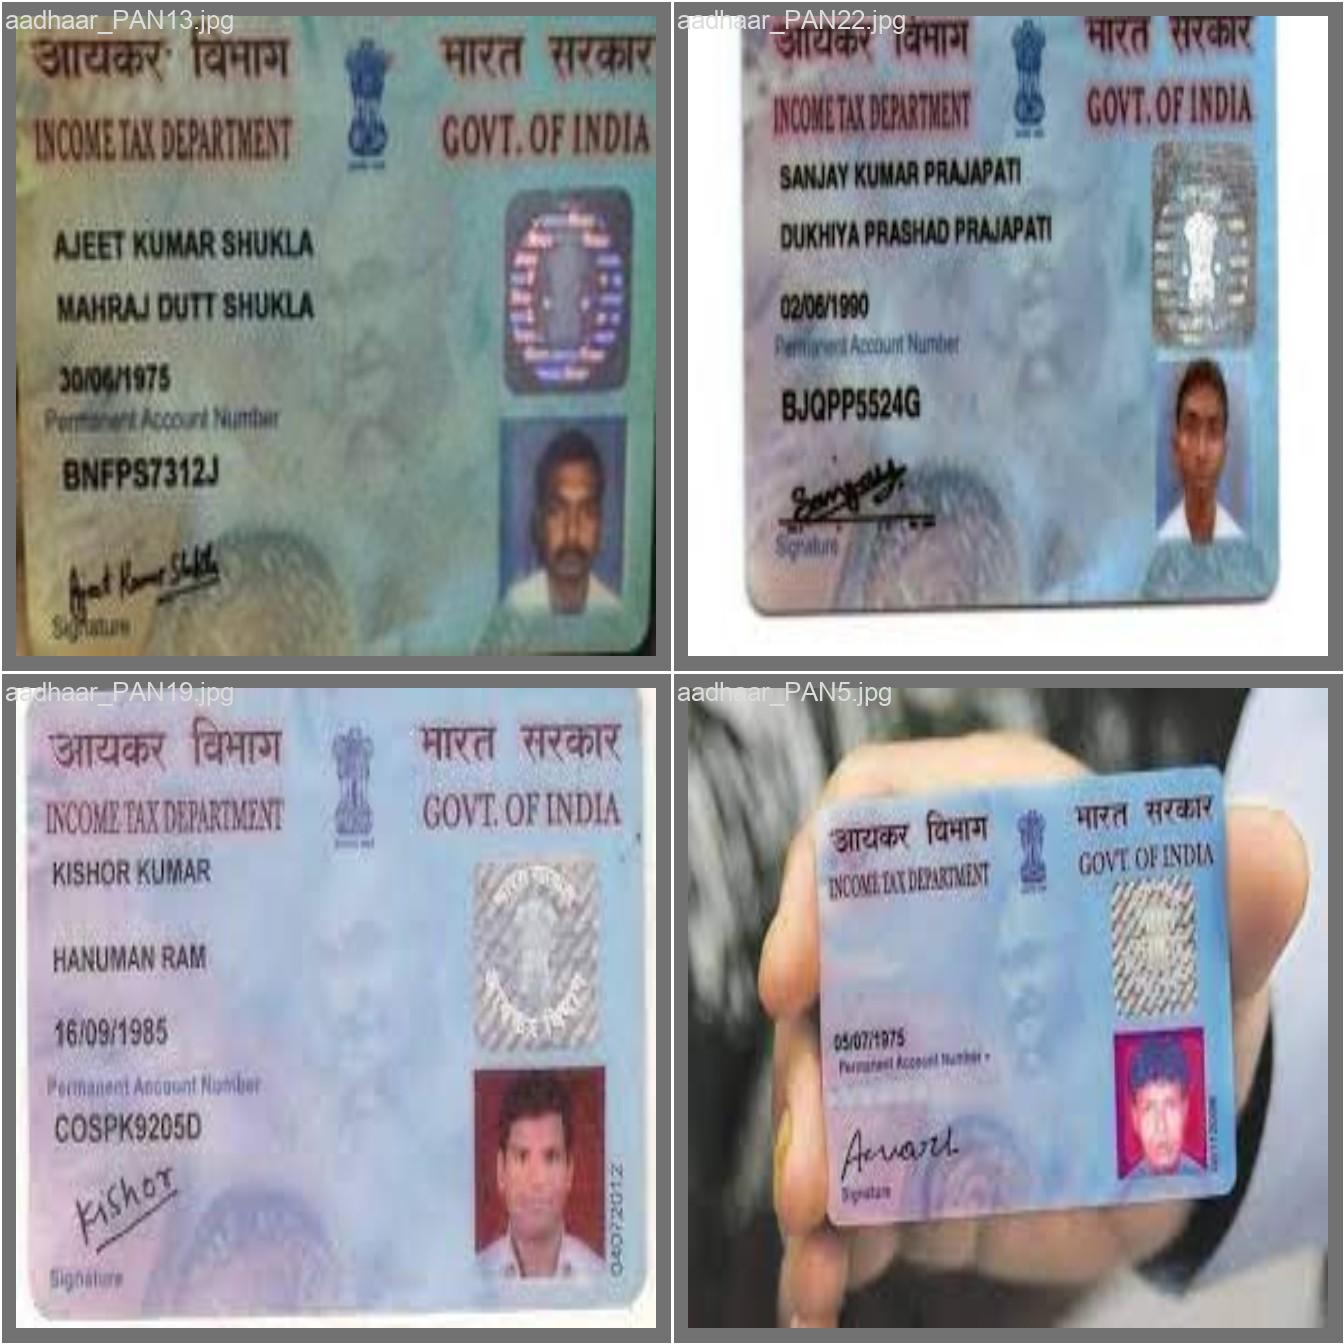 aadhaar_PAN13.jpg
आयकर विभाग
भारत सरकार
INCOME TAX DEPARTMENT
GOVT. OF INDIA
AJEET KUMAR SHUKLA
MAHRAJ DUTT SHUKLA
30/06/1975
Permanent Account Number
BNFPS7312J
Ajeet Kumar Shukla
Signature
aadhaar_PAN22.jpg
आयकर विभाग
भारत सरकार
INCOME TAX DEPARTMENT
GOVT. OF INDIA
SANJAY KUMAR PRAJAPATI
DUKHIYA PRASHAD PRAJAPATI
02/06/1990
Permanent Account Number
BJQPP5524G
Sanjay
Signature
aadhaar_PAN19.jpg
आयकर विभाग
भारत सरकार
INCOME TAX DEPARTMENT
GOVT. OF INDIA
KISHOR KUMAR
HANUMAN RAM
16/09/1985
Permanent Account Number
COSPK9205D
Kishor
Signature
04072012
aadhaar_PAN5.jpg
आयकर विभाग
भारत सरकार
INCOME TAX DEPARTMENT
GOVT. OF INDIA
05/07/1975
Permanent Account Number
Signature